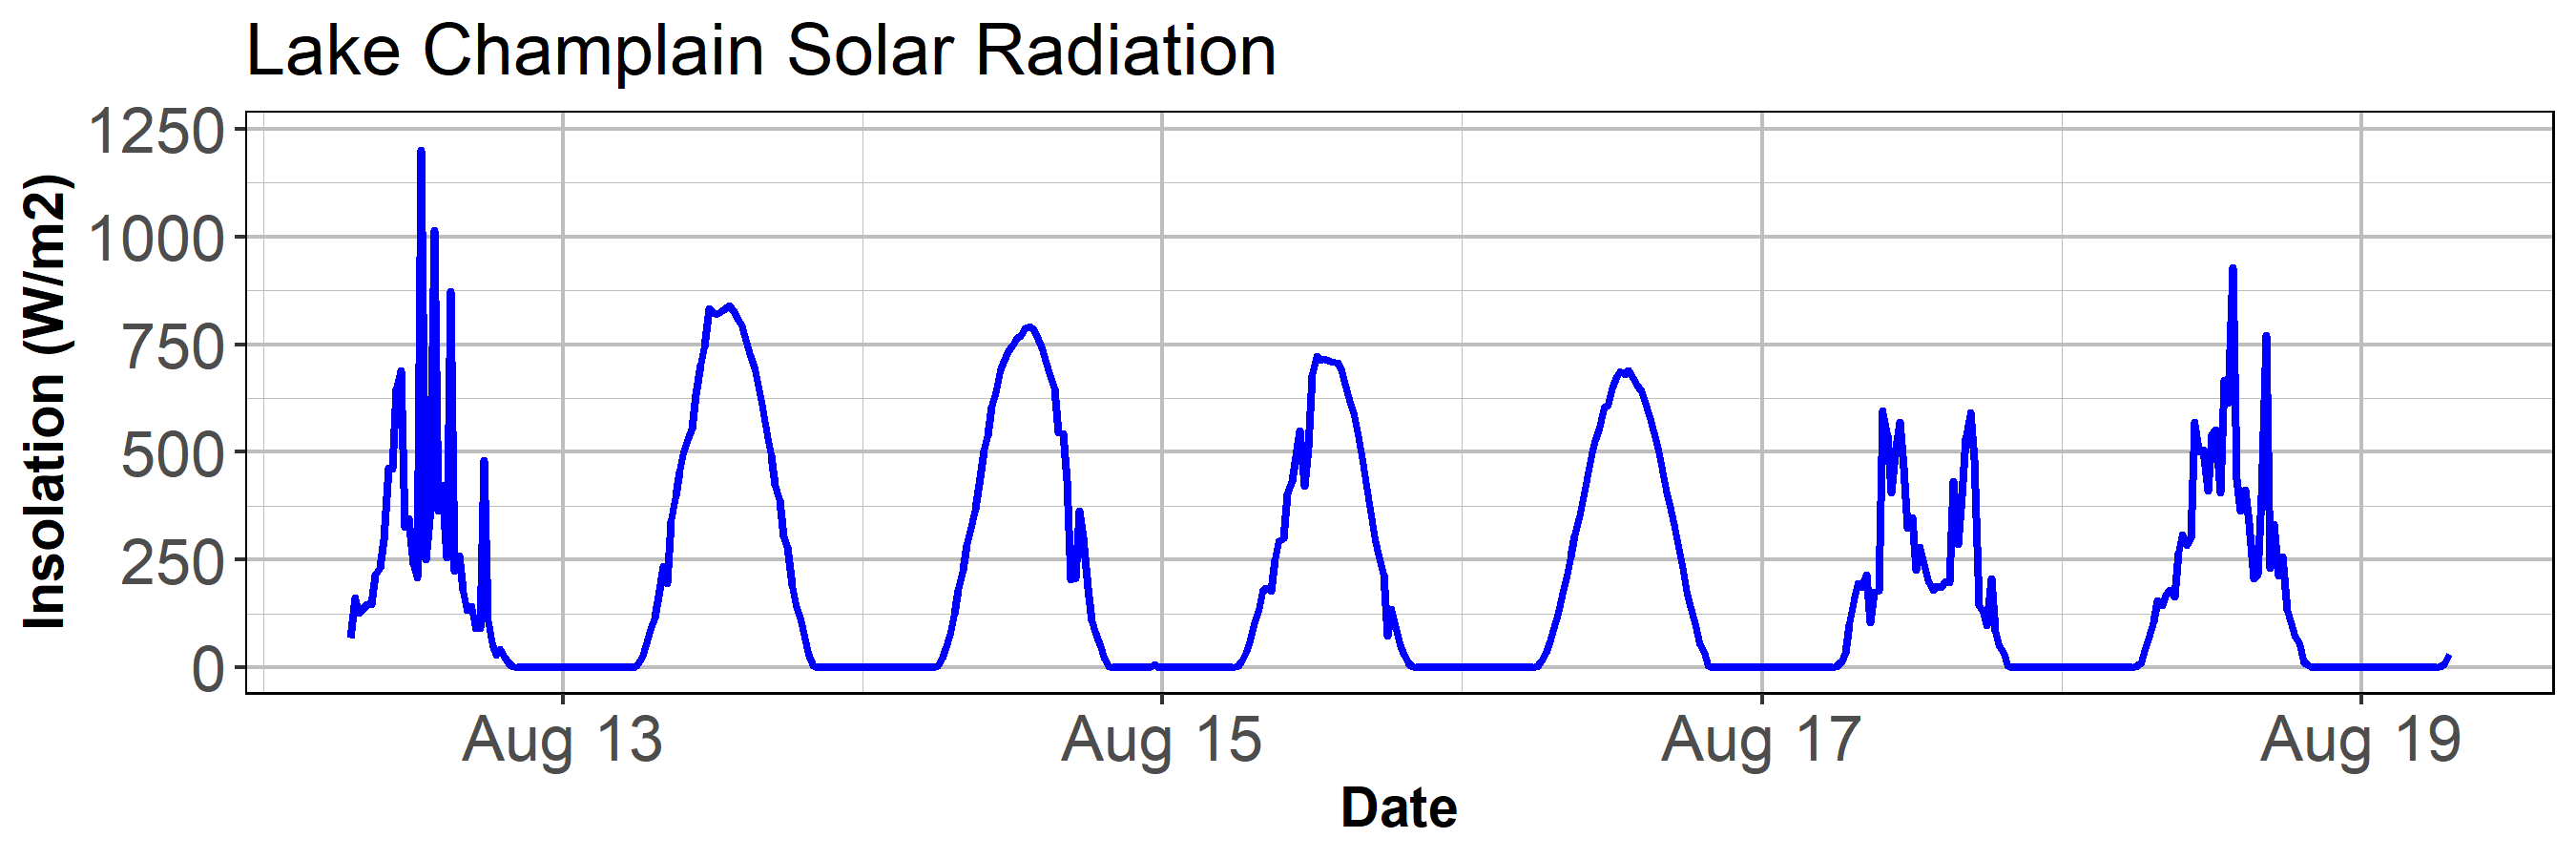 Lake Champlain Solar Radiation
Insolation (W/m2)
1250
1000
750
500
250
0
Aug 13
Aug 15
Aug 17
Aug 19
Date